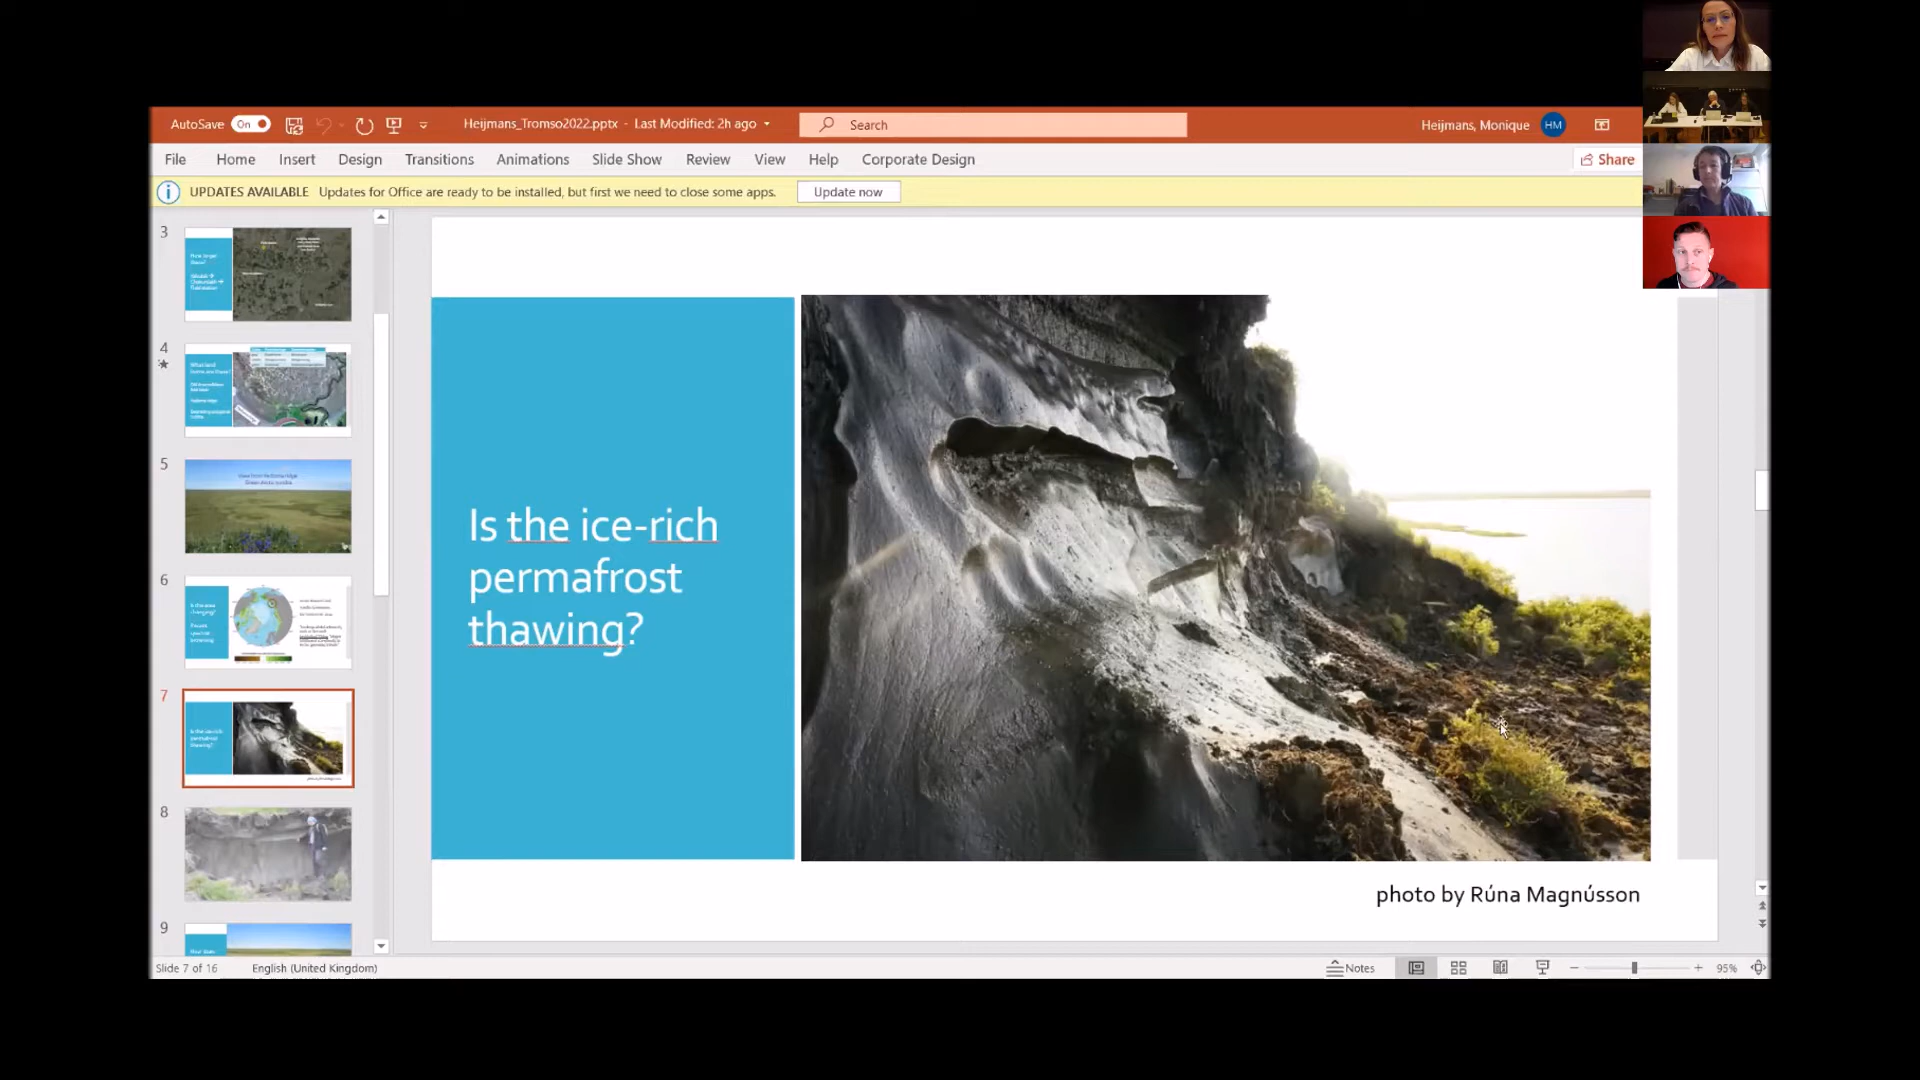 AutoSave On
Heijmans_Tromso2022.pptx - Last Modified: 2h ago
Search
Heijmans, Monique HM
File Home Insert Design Transitions Animations Slide Show Review View Help Corporate Design
Share
UPDATES AVAILABLE Updates for Office are ready to be installed, but first we need to close some apps. Update now
3
4
5
6
7
8
9
Is the ice-rich
permafrost
thawing?
photo by Rúna Magnússon
Slide 7 of 16 English (United Kingdom)
Notes
95%